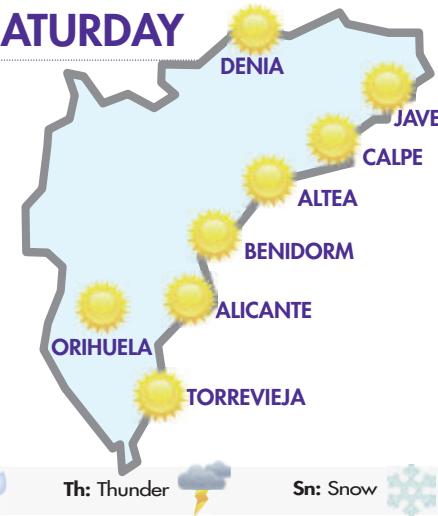 ATURDAY
DENIA
JAVE
CALPE
ALTEA
BENIDORM
ALICANTE
ORIHUELA
TORREVIEJA
Th: Thunder
Sn: Snow